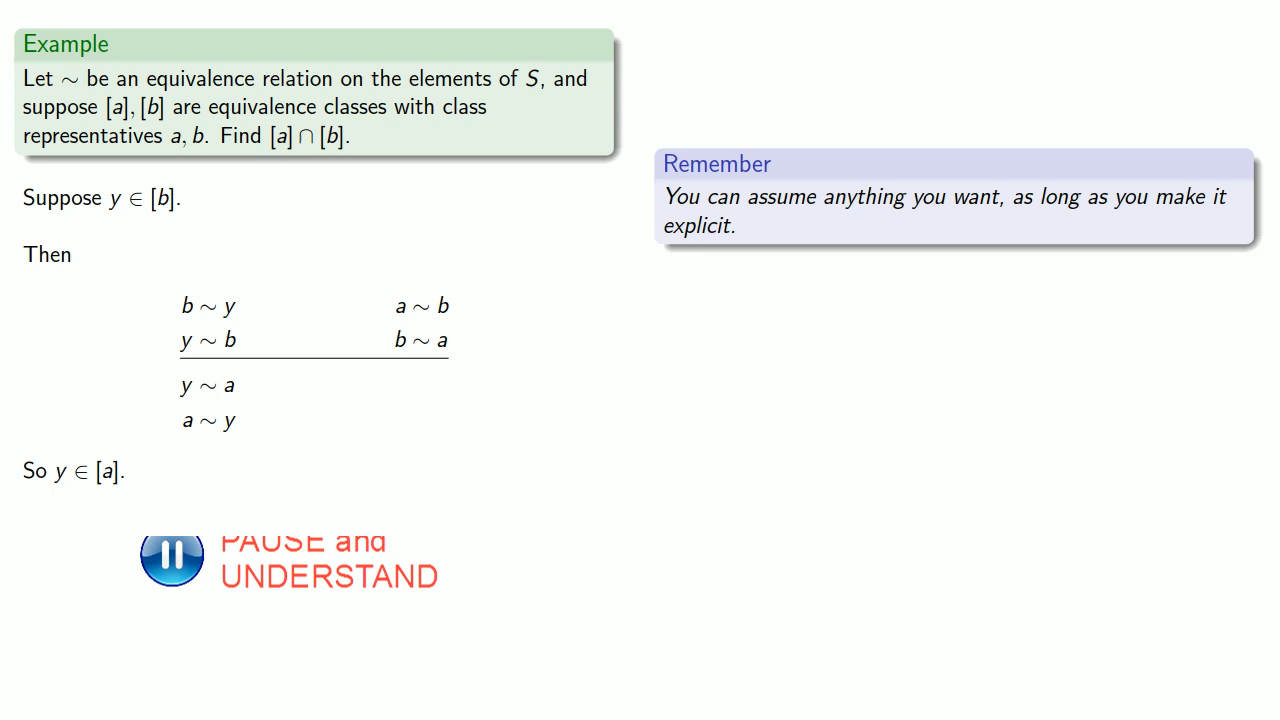 Example
Let ∼ be an equivalence relation on the elements of S, and
suppose [a], [b] are equivalence classes with class
representatives a, b. Find [a] ∩ [b].
Suppose y ∈ [b].
Then
b ∼ y a ∼ b
y ∼ b b ∼ a
y ∼ a
a ∼ y
So y ∈ [a].
PAUSE and
UNDERSTAND
Remember
You can assume anything you want, as long as you make it
explicit.